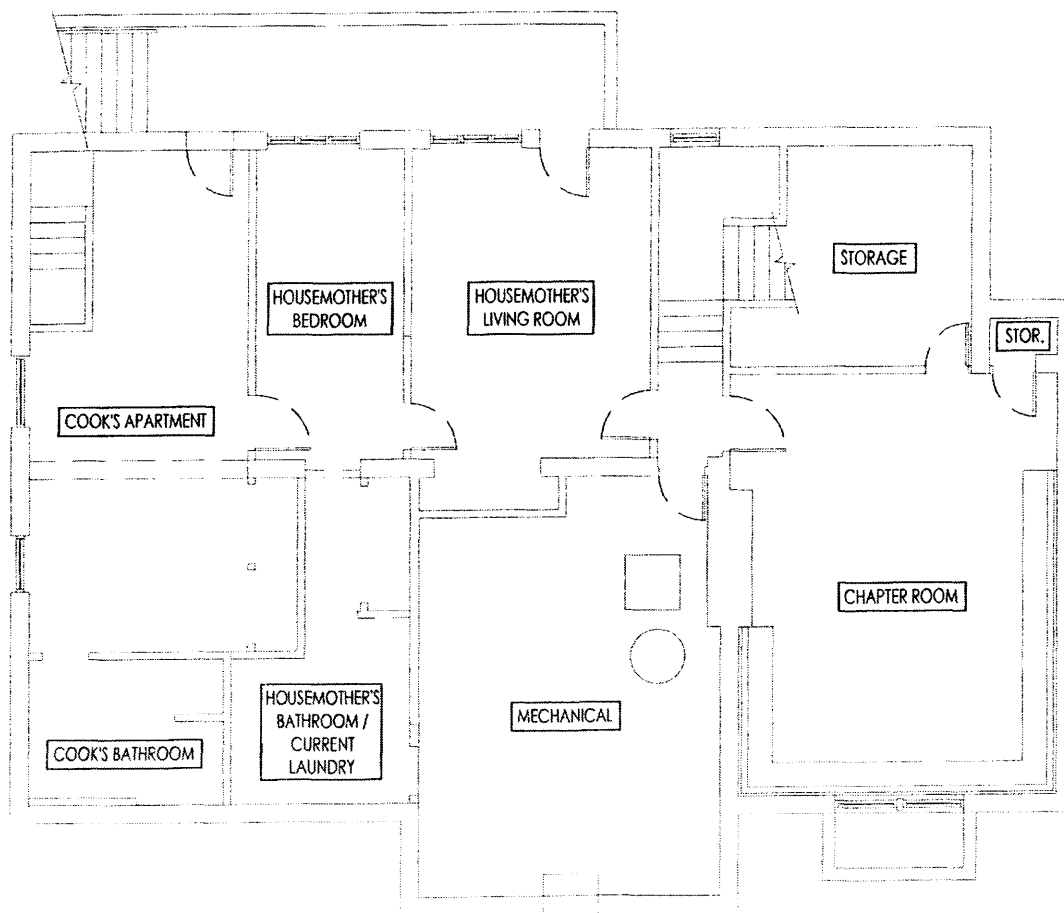 STORAGE
HOUSEMOTHER'S
BEDROOM
HOUSEMOTHER'S
LIVING ROOM
STOR.
COOK'S APARTMENT
CHAPTER ROOM
HOUSEMOTHER'S
BATHROOM /
CURRENT
LAUNDRY
MECHANICAL
COOK'S BATHROOM